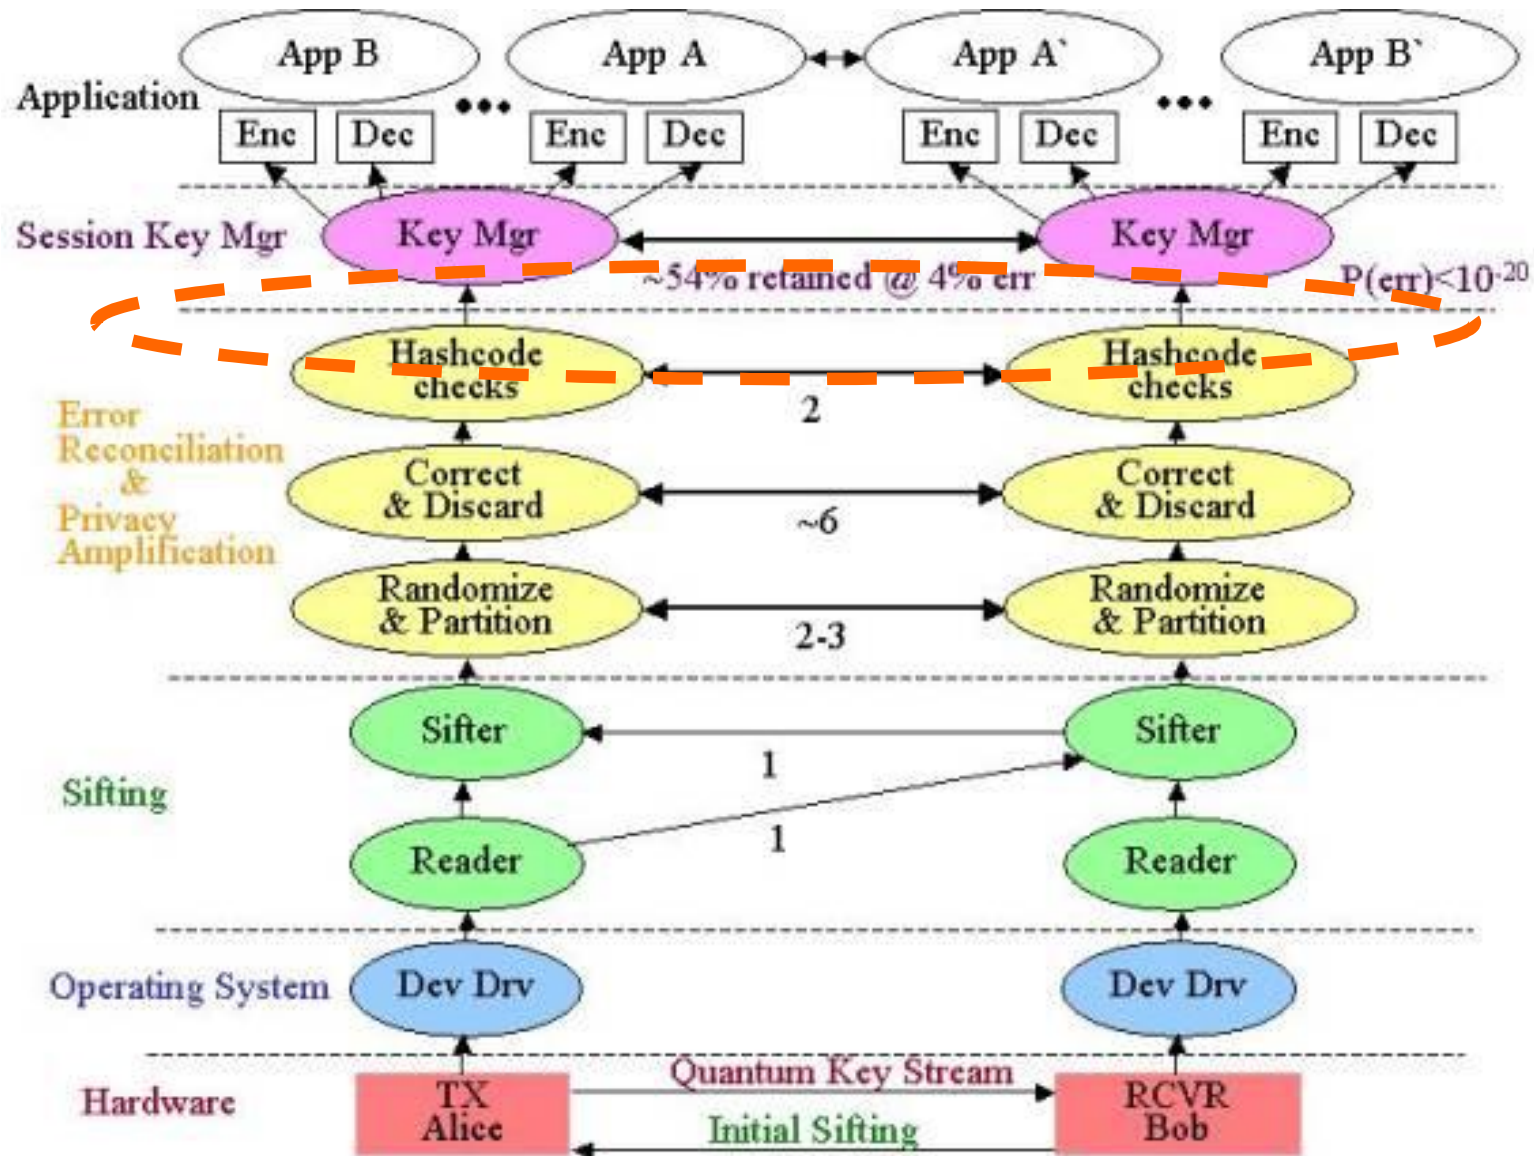 App B
App A
App A`
App B`
Application
•••
•••
Enc
Dec
Enc
Dec
Enc
Dec
Enc
Dec
Session Key Mgr
Key Mgr
Key Mgr
~54% retained @ 4% err
P(err)<10-20
Hashcode
checks
Hashcode
checks
2
Error
Reconciliation
&
Privacy
Amplification
Correct
& Discard
Correct
& Discard
~6
Randomize
& Partition
Randomize
& Partition
2-3
Sifter
Sifter
1
Sifting
1
Reader
Reader
Operating System
Dev Drv
Dev Drv
Hardware
TX
Alice
Quantum Key Stream
Initial Sifting
RCVR
Bob